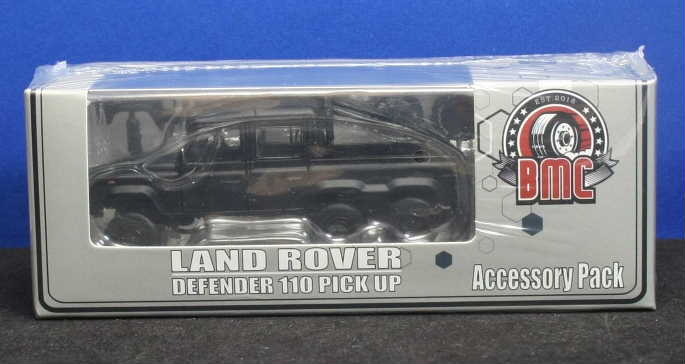 EST 2018
BMC
LAND ROVER
DEFENDER 110 PICK UP
Accessory Pack